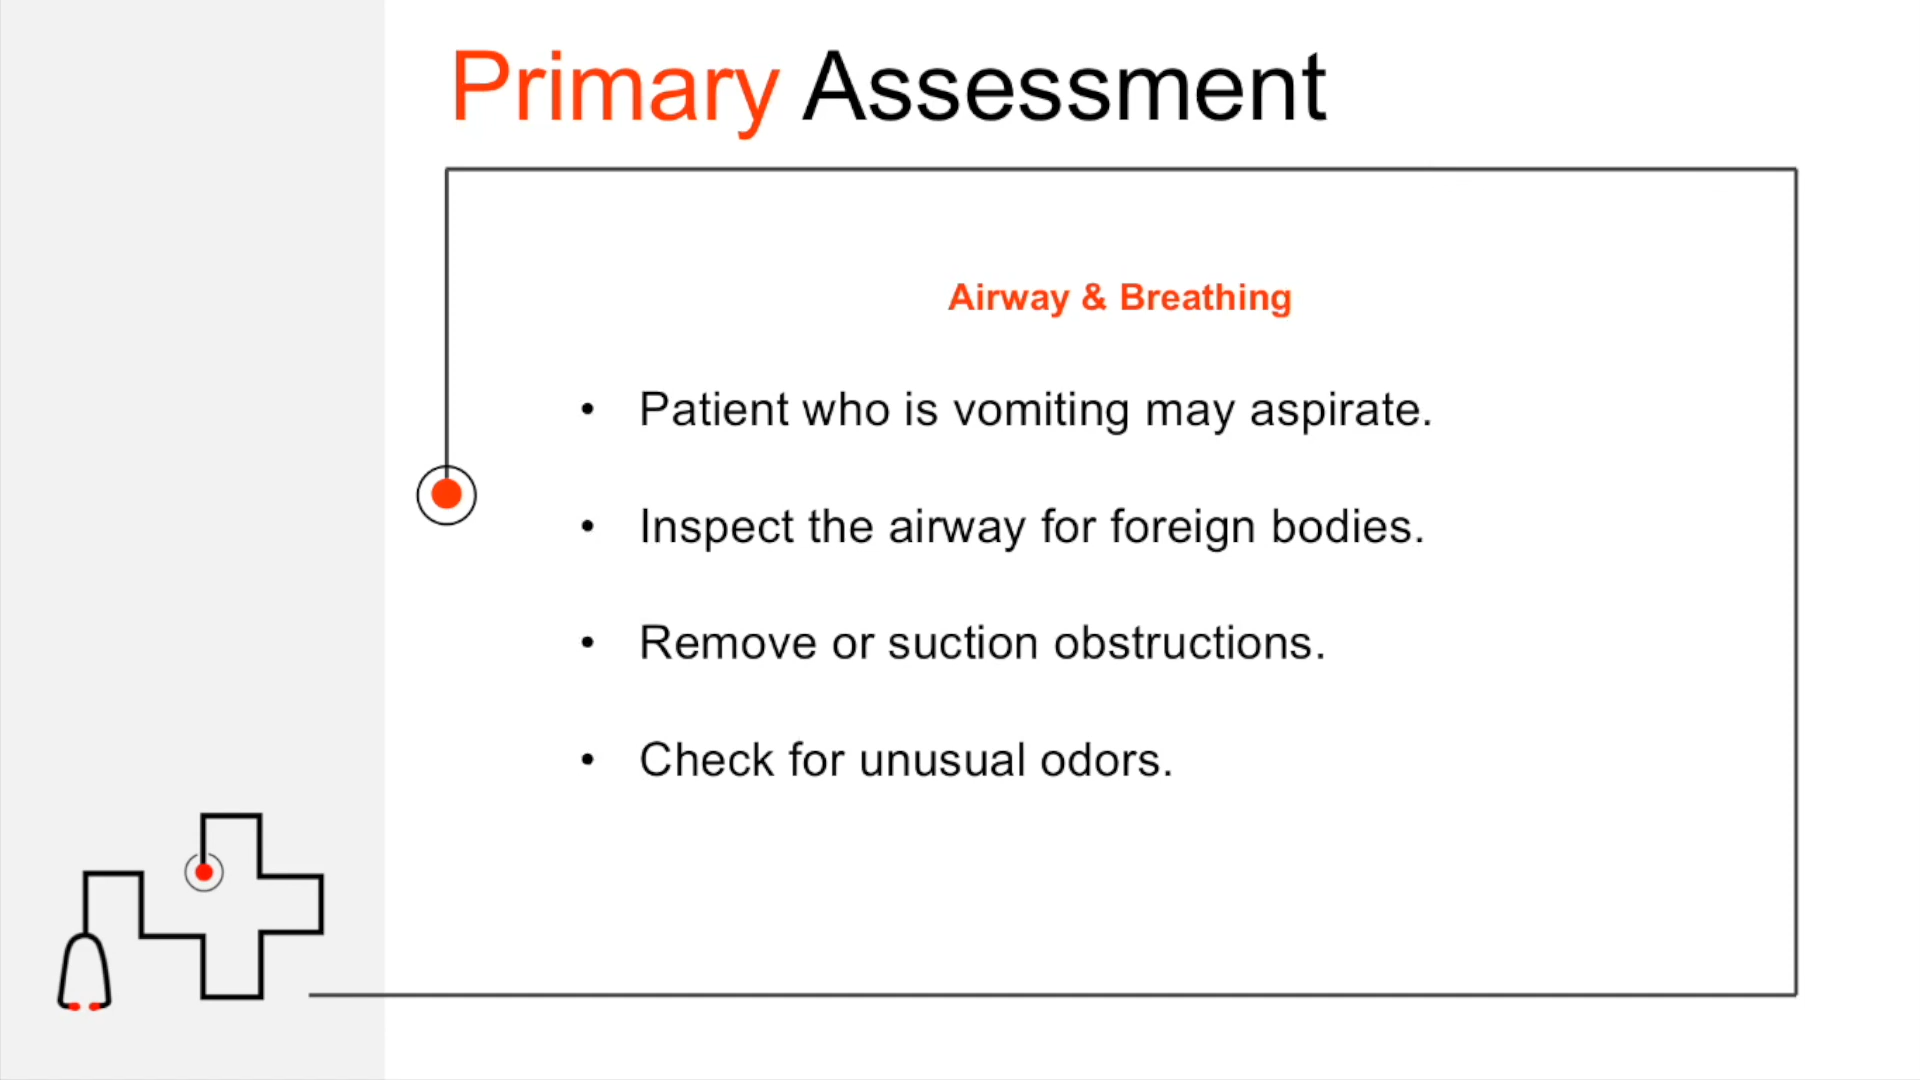 Primary Assessment
Airway & Breathing
• Patient who is vomiting may aspirate.
• Inspect the airway for foreign bodies.
• Remove or suction obstructions.
• Check for unusual odors.